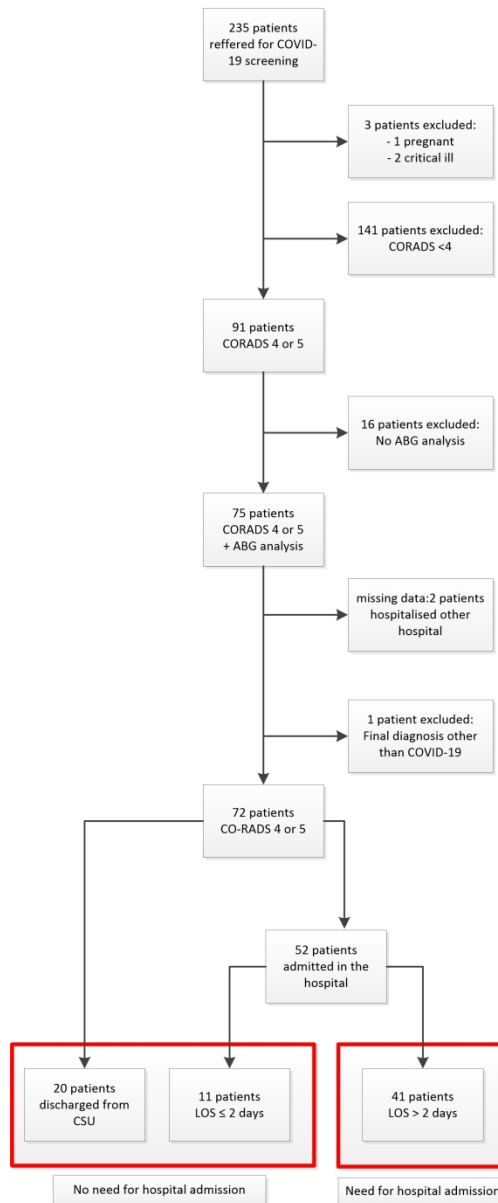 235 patients
reffered for COVID-
19 screening
3 patients excluded:
- 1 pregnant
- 2 critical ill
141 patients excluded:
CORADS <4
91 patients
CORADS 4 or 5
16 patients excluded:
No ABG analysis
75 patients
CORADS 4 or 5
+ ABG analysis
missing data:2 patients
hospitalised other
hospital
1 patient excluded:
Final diagnosis other
than COVID-19
72 patients
CO-RADS 4 or 5
52 patients
admitted in the
hospital
20 patients
discharged from
CSU
11 patients
LOS ≤ 2 days
41 patients
LOS > 2 days
No need for hospital admission
Need for hospital admission